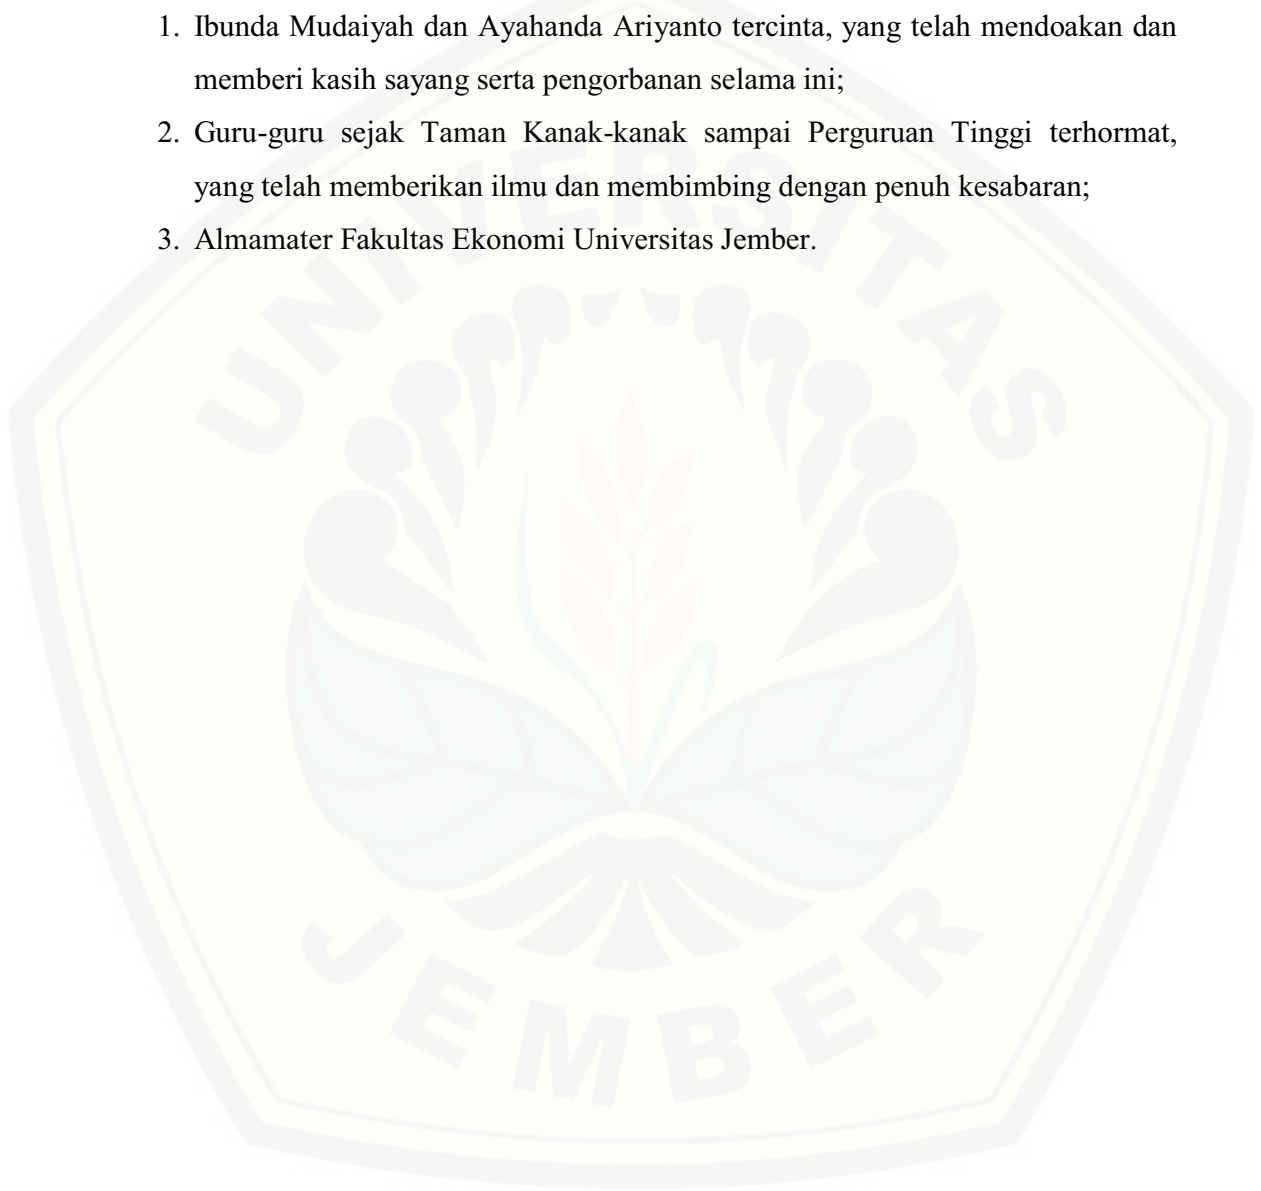 1. Ibunda Mudaiyah dan Ayahanda Ariyanto tercinta, yang telah mendoakan dan
memberi kasih sayang serta pengorbanan selama ini;
2. Guru-guru sejak Taman Kanak-kanak sampai Perguruan Tinggi terhormat,
yang telah memberikan ilmu dan membimbing dengan penuh kesabaran;
3. Almamater Fakultas Ekonomi Universitas Jember.
UNIVERSITAS
JEMBER